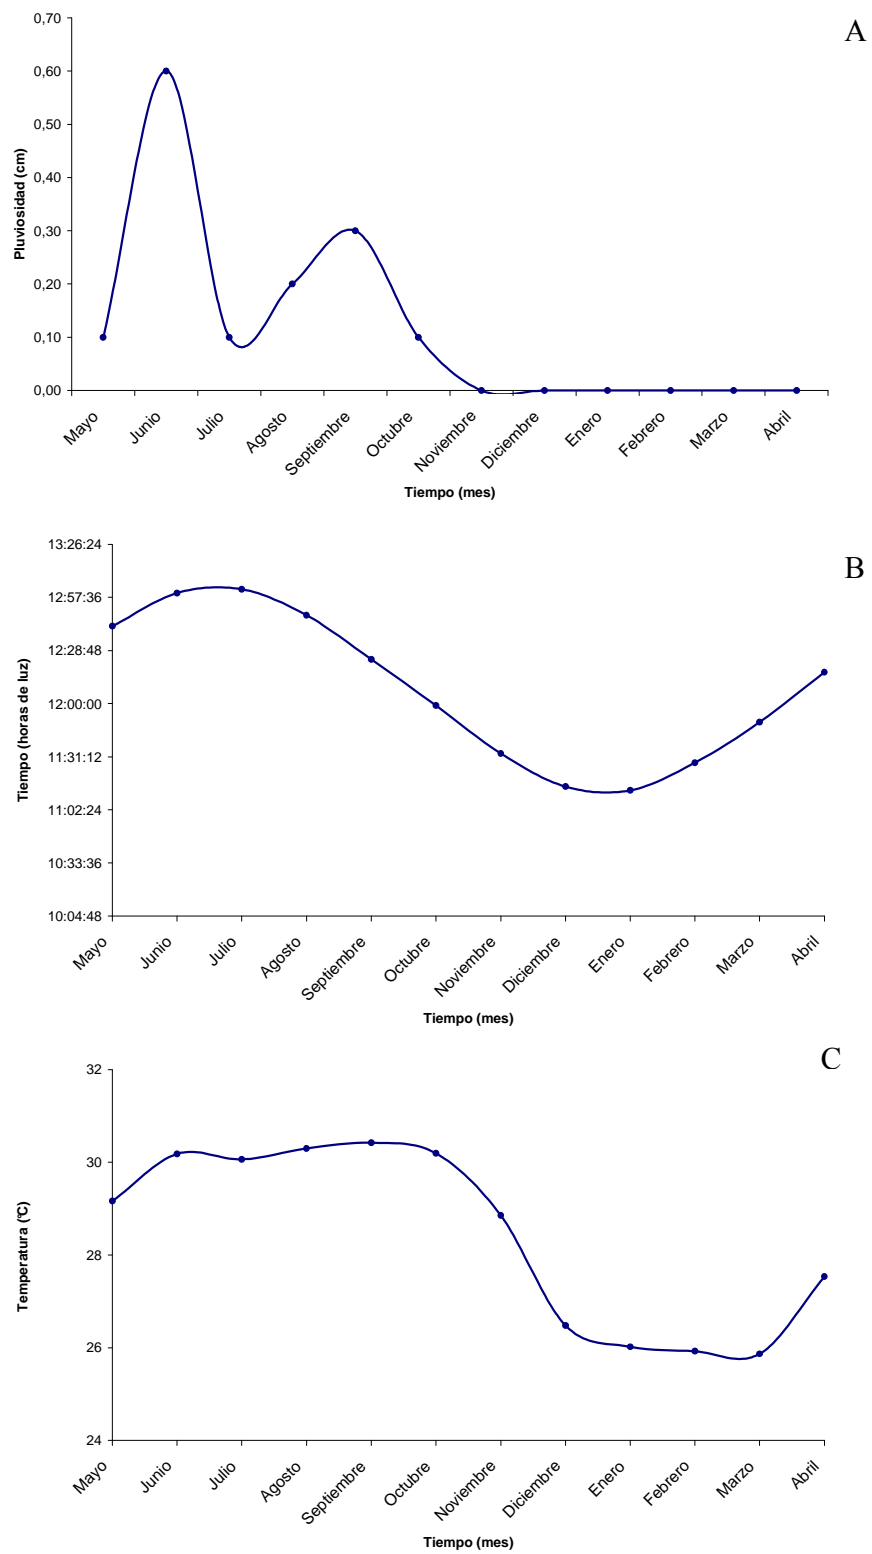 A
0,70
0,60
0,50
0,40
0,30
0,20
0,10
0,00
Pluviosidad (cm)
Mayo
Junio
Julio
Agosto
Septiembre
Octubre
Noviembre
Diciembre
Enero
Febrero
Marzo
Abril
Tiempo (mes)
B
13:26:24
12:57:36
12:28:48
12:00:00
11:31:12
11:02:24
10:33:36
10:04:48
Tiempo (horas de luz)
Mayo
Junio
Julio
Agosto
Septiembre
Octubre
Noviembre
Diciembre
Enero
Febrero
Marzo
Abril
Tiempo (mes)
C
32
30
28
26
24
Temperatura (ºC)
Mayo
Junio
Julio
Agosto
Septiembre
Octubre
Noviembre
Diciembre
Enero
Febrero
Marzo
Abril
Tiempo (mes)